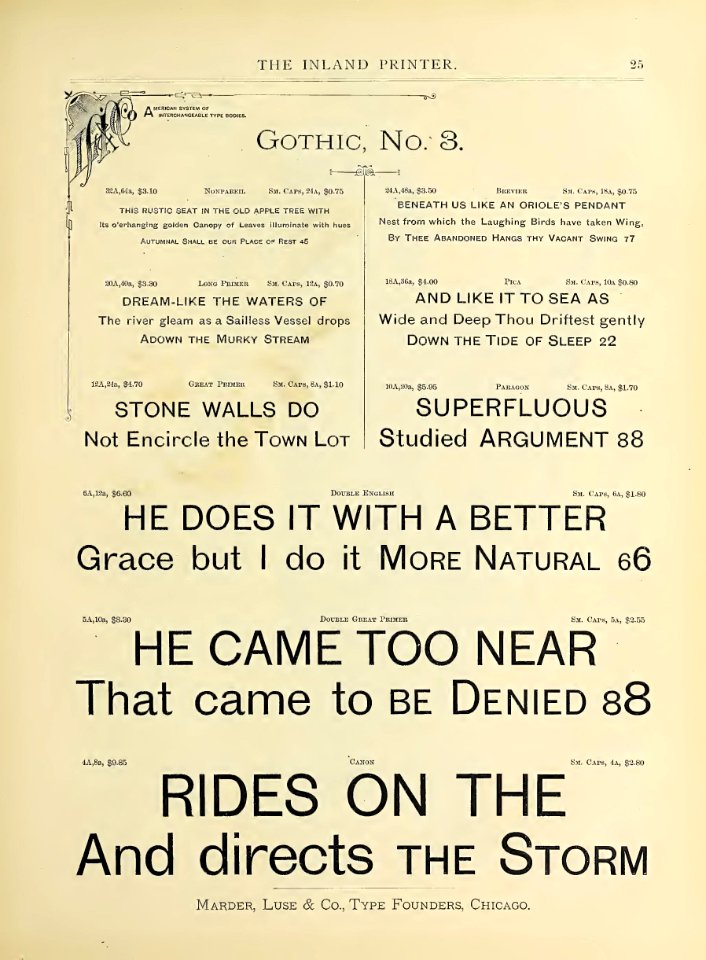 THE INLAND PRINTER.
25
AMERICAN SYSTEM OF
INTERCHANGEABLE TYPE BODIES.
GOTHIC, NO. 3.
32A,64a, $3.10 NONPAREIL SM. CAPS, 24A, $0.75
THIS RUSTIC SEAT IN THE OLD APPLE TREE WITH
Its o'erhanging golden Canopy of Leaves illuminate with hues
AUTUMNAL SHALL BE OUR PLACE OF REST 45
20A,40a, $3.30 LONG PRIMER SM. CAPS, 12A, $0.70
DREAM-LIKE THE WATERS OF
The river gleam as a Sailless Vessel drops
ADOWN THE MURKY STREAM
12A,24a, $4.70 GREAT PRIMER SM. CAPS, 8A, $1.10
STONE WALLS DO
Not Encircle the TOWN LOT
24A,48a, $3.50 BREVIER SM. CAPS, 18A, $0.75
BENEATH US LIKE AN ORIOLE'S PENDANT
Nest from which the Laughing Birds have taken Wing,
BY THEE ABANDONED HANGS THY VACANT SWING 77
18A,36a, $4.00 PICA SM. CAPS, 10A $0.80
AND LIKE IT TO SEA AS
Wide and Deep Thou Driftest gently
DOWN THE TIDE OF SLEEP 22
10A,20a, $5.95 PARAGON SM. CAPS, 8A, $1.70
SUPERFLUOUS
Studied ARGUMENT 88
6A,12a, $6.60 DOUBLE ENGLISH SM. CAPS, 6A, $1.80
HE DOES IT WITH A BETTER
Grace but I do it MORE NATURAL 66
5A,10a, $8.30 DOUBLE GREAT PRIMER SM. CAPS, 5A, $2.55
HE CAME TOO NEAR
That came to BE DENIED 88
4A,8a, $9.85 CANON SM. CAPS, 4A, $2.80
RIDES ON THE
And directs THE STORM
MARDER, LUSE & CO., TYPE FOUNDERS, CHICAGO.